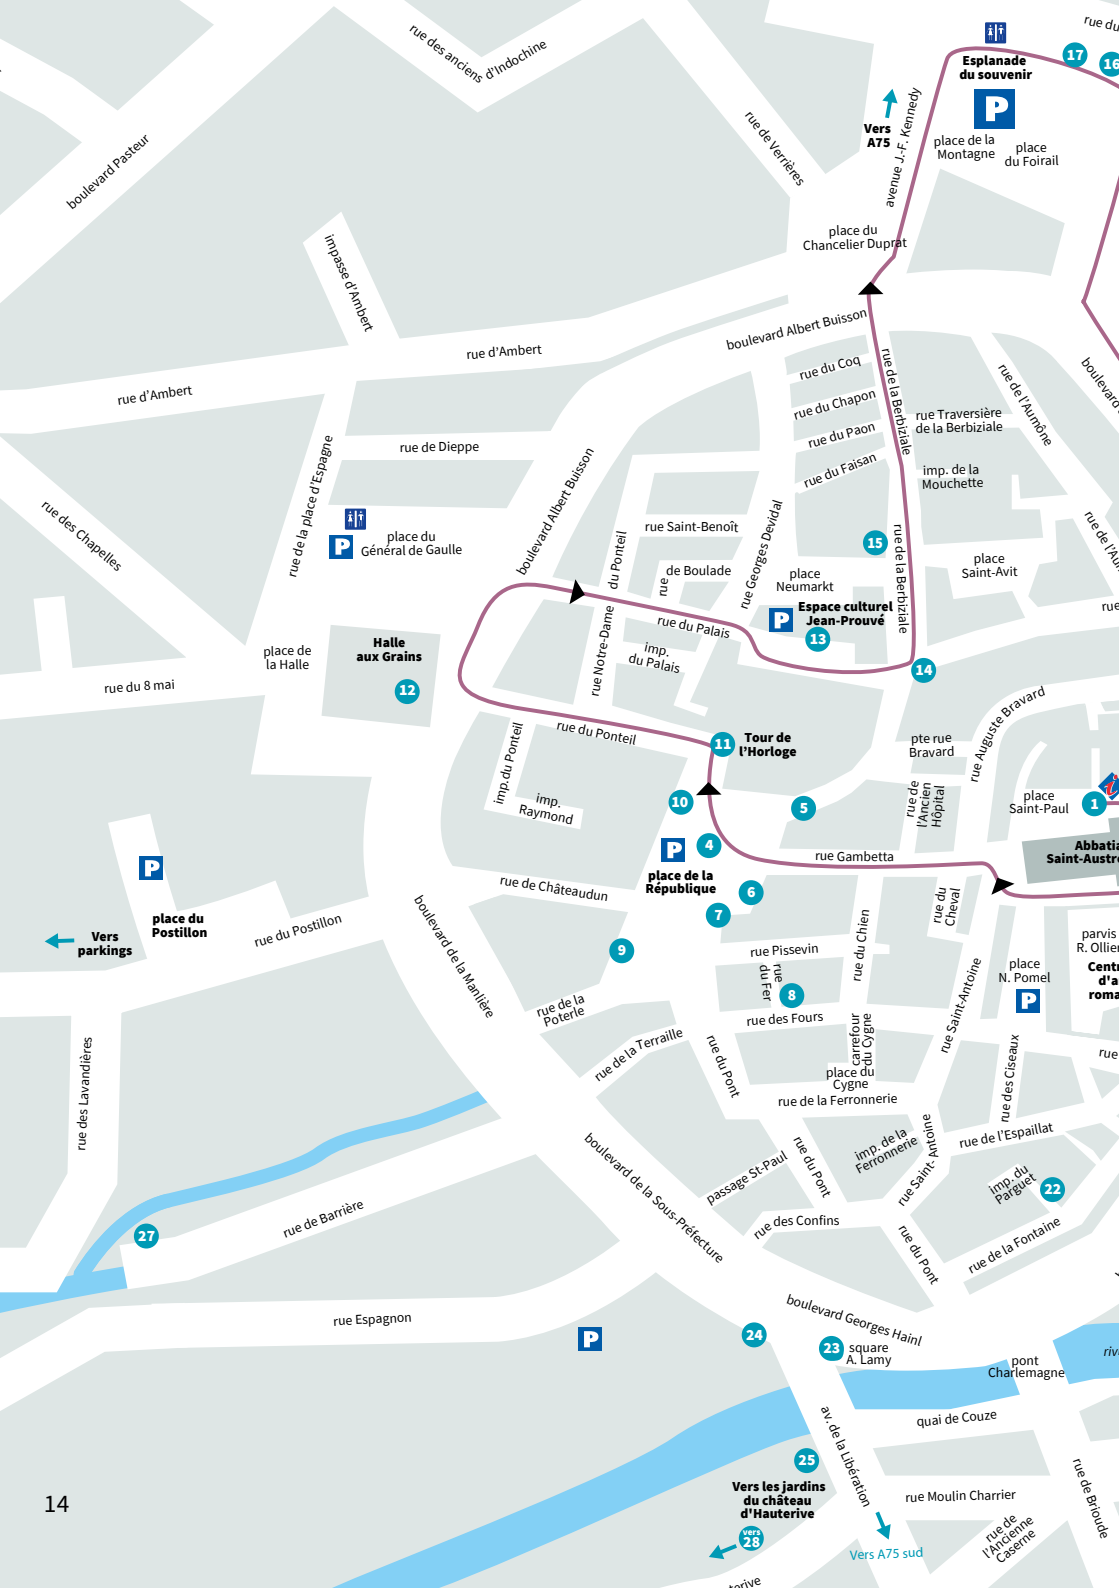 rue des anciens d'Indochine
rue du
17
16
Esplanade
du souvenir
P
Vers
A75
avenue J.-F. Kennedy
place de la
Montagne
place
du Foirail
boulevard Pasteur
rue de Verrières
place du
Chancelier Duprat
impasse d'Ambert
rue d'Ambert
rue d'Ambert
boulevard Albert Buisson
rue du Coq
rue du Chapon
rue du Paon
rue du Faisan
rue de la Berbiziale
rue Traversière
de la Berbiziale
rue de l'Aumône
boulevard
imp. de la
Mouchette
rue de Dieppe
rue de la place d'Espagne
boulevard Albert Buisson
rue des Chapelles
P
place du
Général de Gaulle
rue Saint-Benoît
du Ponteil
rue
de Boulade
rue Georges Devidal
15
rue de la Berbiziale
place
Neumarkt
place
Saint-Avit
rue de l'Au
rue
P
Espace culturel
Jean-Prouvé
13
rue du Palais
imp.
du Palais
rue Notre-Dame
14
place de
la Halle
Halle
aux Grains
12
rue du 8 mai
rue du Ponteil
imp. du Ponteil
imp.
Raymond
11
Tour de
l'Horloge
pte rue
Bravard
rue Auguste Bravard
rue de
l'Ancien
Hôpital
10
5
place
Saint-Paul
1
i
4
P
place de la
République
rue Gambetta
Abbatia
Saint-Austre
P
place du
Postillon
Vers
parkings
rue du Postillon
boulevard de la Manlière
rue de Châteaudun
6
7
9
rue du
Cheval
rue du Chien
rue Pissevin
rue
du Fer
8
rue des Fours
parvis
R. Ollier
Centr
d'a
roma
place
N. Pomel
P
rue Saint-Antoine
rue de la
Poterle
rue de la Terraille
rue du Pont
carrefour
du Cygne
place du
Cygne
rue de la Ferronnerie
rue des Ciseaux
rue
rue des Lavandières
boulevard de la Sous-Préfecture
passage St-Paul
rue du Pont
imp. de la
Ferronnerie
rue Saint-Antoine
rue de l'Espaillat
imp. du
Parguet
22
rue des Confins
rue du Pont
rue de la Fontaine
27
rue de Barrière
rue Espagnon
P
24
boulevard Georges Hainl
23
square
A. Lamy
pont
Charlemagne
riv
av. de la Libération
quai de Couze
25
Vers les jardins
du château
d'Hauterive
vers
28
rue Moulin Charrier
rue de Brioude
rue de
l'Ancienne
Caserne
Vers A75 sud
terive
14